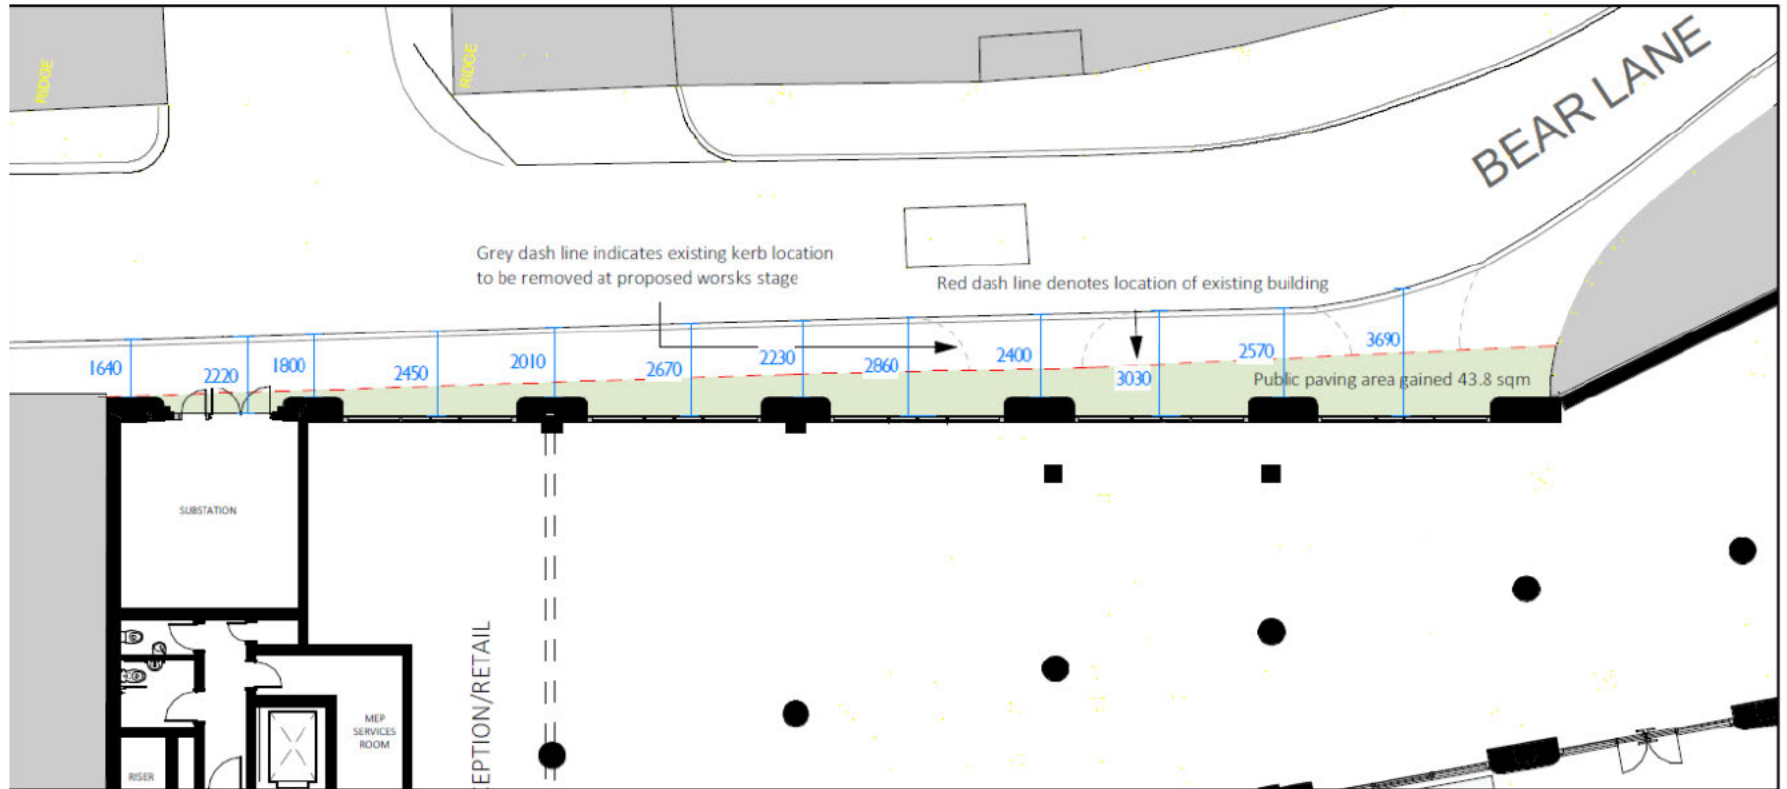 RIDGE
RIDGE
BEAR LANE
Grey dash line indicates existing kerb location
to be removed at proposed worsks stage
Red dash line denotes location of existing building
1640
2220
1800
2450
2010
2670
2230
2860
2400
3030
2570
3690
Public paving area gained 43.8 sqm
SUBSTATION
EPTION/RETAIL
MEP
SERVICES
ROOM
RISER